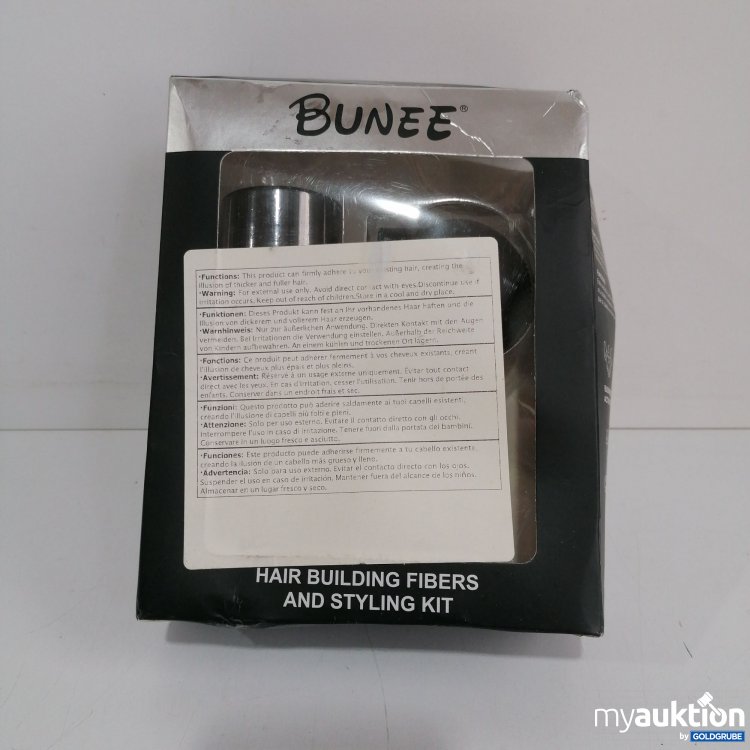 BUNEE®
•Functions: This product can firmly adhere to your existing hair, creating the
illusion of thicker and fuller hair.
•Warning: For external use only. Avoid direct contact with eyes.Discontinue use if
irritation occurs. Keep out of reach of children.Store in a cool and dry place.
•Funktionen: Dieses Produkt kann fest an Ihr vorhandenes Haar haften und die
Illusion von dickerem und vollerem Haar erzeugen.
•Warnhinweis: Nur zur äußerlichen Anwendung. Direkten Kontakt mit den Augen
vermeiden. Bei Irritationen die Verwendung einstellen. Außerhalb der Reichweite
von Kindern aufbewahren. An einem kühlen und trockenen Ort lagern.
•Fonctions: Ce produit peut adhérer fermement à vos cheveux existants, créant
l'illusion de cheveux plus épais et plus pleins.
•Avertissement: Réservé à un usage externe uniquement. Éviter tout contact
direct avec les yeux. En cas d'irritation, cesser l'utilisation. Tenir hors de portée des
enfants. Conserver dans un endroit frais et sec.
•Funzioni: Questo prodotto può aderire saldamente ai tuoi capelli esistenti,
creando l'illusione di capelli più folti e pieni.
•Attenzione: Solo per uso esterno. Evitare il contatto diretto con gli occhi.
Interrompere l'uso in caso di irritazione. Tenere fuori dalla portata dei bambini.
Conservare in un luogo fresco e asciutto.
•Funciones: Este producto puede adherirse firmemente a tu cabello existente,
creando la ilusión de un cabello más grueso y lleno.
•Advertencia: Solo para uso externo. Evitar el contacto directo con los ojos.
Suspender el uso en caso de irritación. Mantener fuera del alcance de los niños.
Almacenar en un lugar fresco y seco.
HAIR BUILDING FIBERS
AND STYLING KIT
myauktion
by GOLDGRUBE